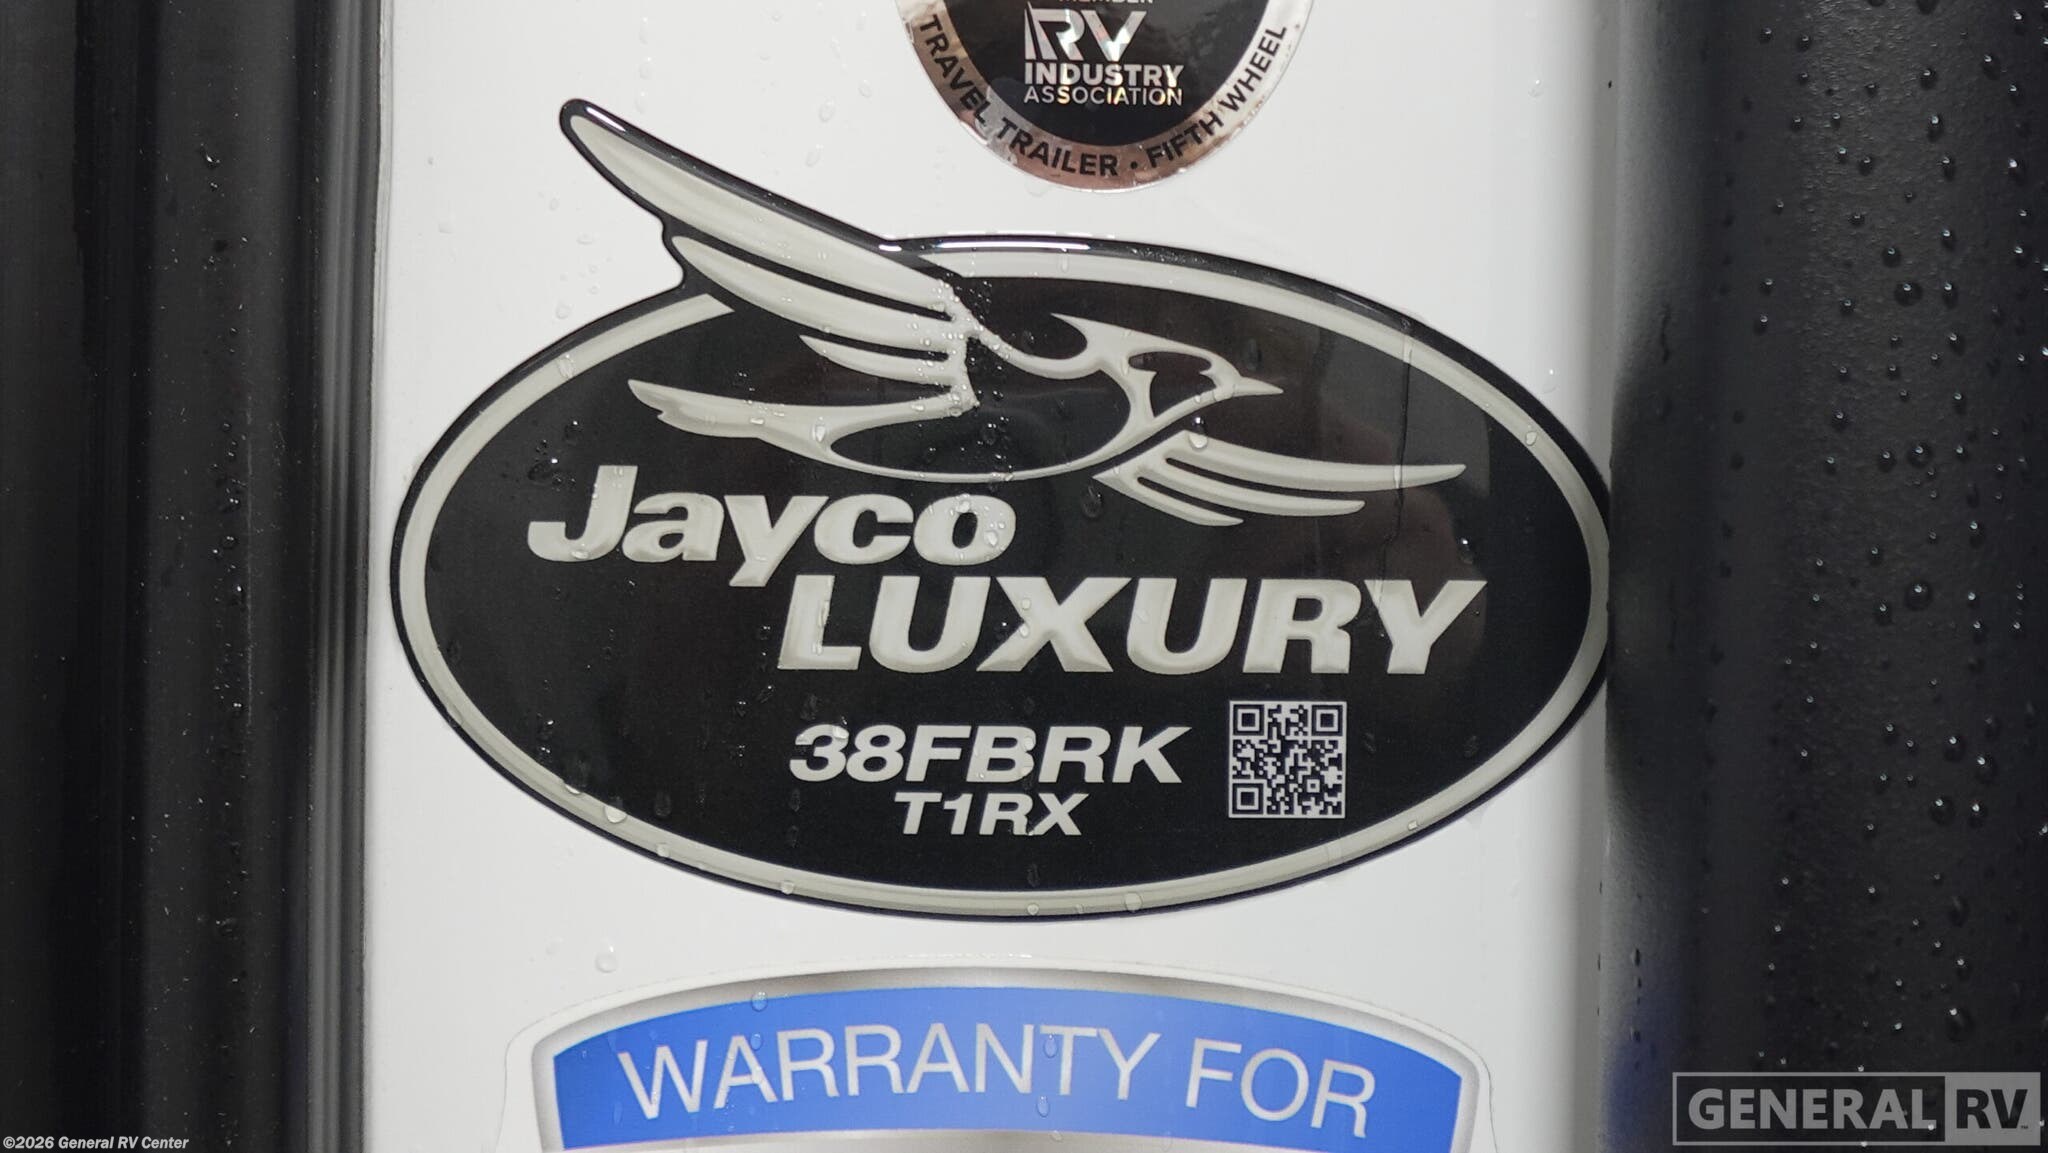 RV
INDUSTRY
ASSOCIATION
TRAVEL TRAILER • FIFTH WHEEL
Jayco
LUXURY
38FBRK
T1RX
WARRANTY FOR
GENERAL RV
©2026 General RV Center